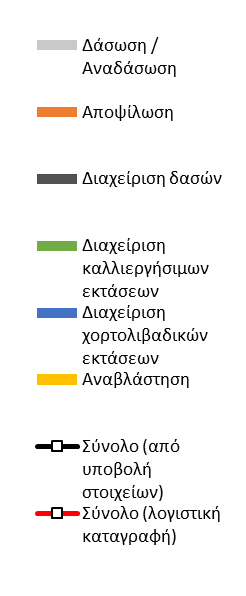 Δάσωση /
Αναδάσωση
Αποψίλωση
Διαχείριση δασών
Διαχείριση
καλλιεργήσιμων
εκτάσεων
Διαχείριση
χορτολιβαδικών
εκτάσεων
Αναβλάστηση
Σύνολο (από
υποβολή
στοιχείων)
Σύνολο (λογιστική
καταγραφή)